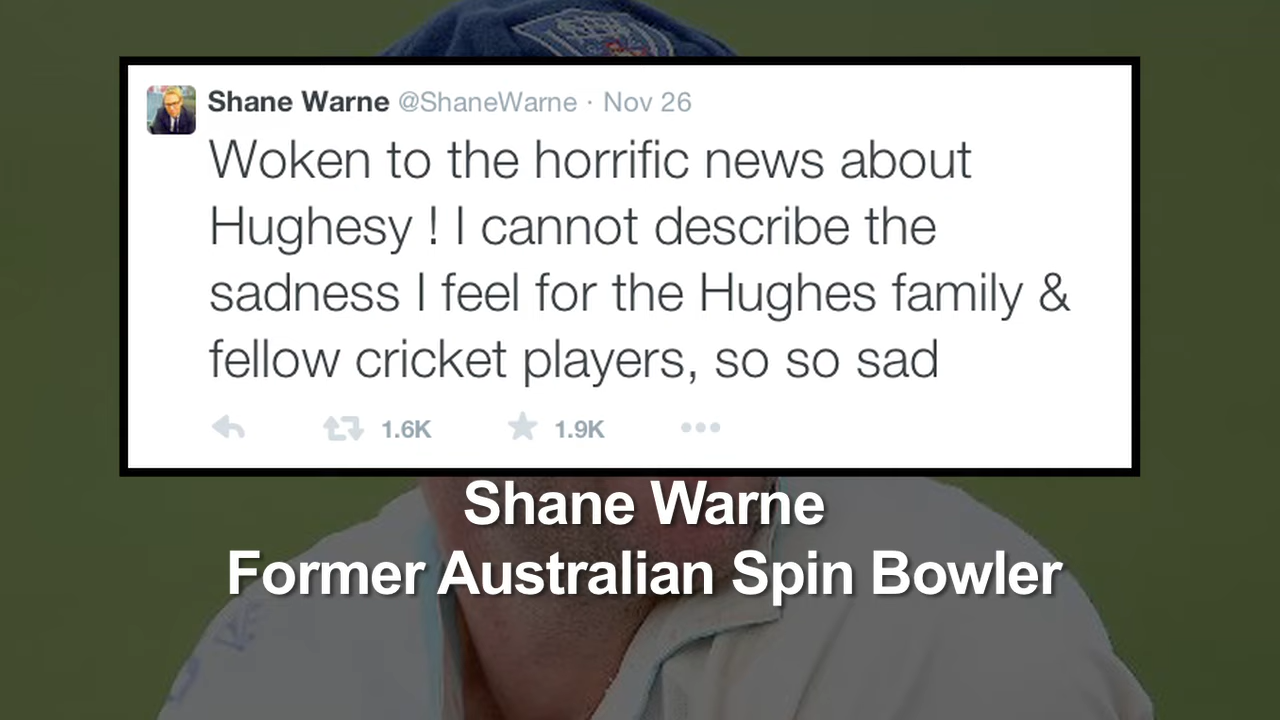 Shane Warne @ShaneWarne · Nov 26
Woken to the horrific news about
Hughesy ! I cannot describe the
sadness I feel for the Hughes family &
fellow cricket players, so so sad
1.6K 1.9K
Shane Warne
Former Australian Spin Bowler